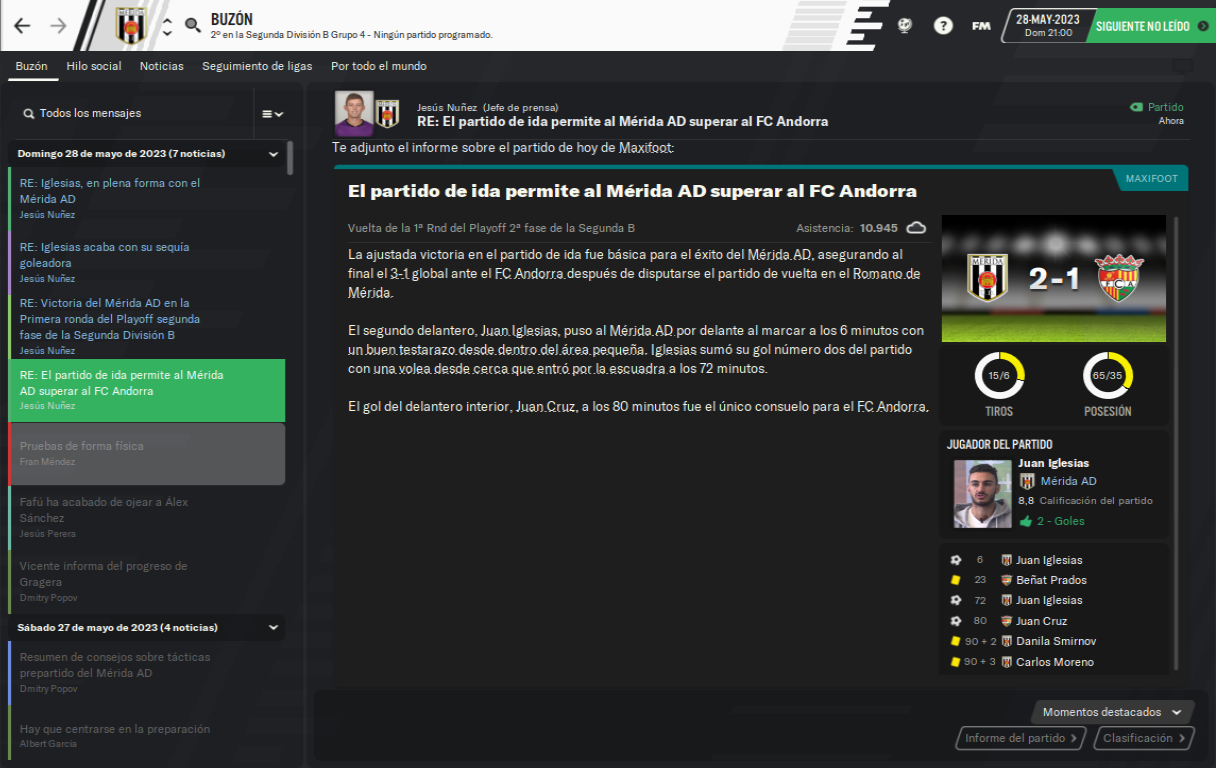 BUZÓN
2º en la Segunda División B Grupo 4 - Ningún partido programado.
FM
28-MAY-2023
Dom 21:00
SIGUIENTE NO LEÍDO
Buzón
Hilo social
Noticias
Seguimiento de ligas
Por todo el mundo
Todos los mensajes
Domingo 28 de mayo de 2023 (7 noticias)
RE: Iglesias, en plena forma con el
Mérida AD
Jesús Nuñez
RE: Iglesias acaba con su sequía
goleadora
Jesús Nuñez
RE: Victoria del Mérida AD en la
Primera ronda del Playoff segunda
fase de la Segunda División B
Jesús Nuñez
RE: El partido de ida permite al Mérida
AD superar al FC Andorra
Jesús Nuñez
Pruebas de forma física
Fran Méndez
Fafú ha acabado de ojear a Álex
Sánchez
Jesús Perera
Vicente informa del progreso de
Gragera
Dmitry Popov
Sábado 27 de mayo de 2023 (4 noticias)
Resumen de consejos sobre tácticas
prepartido del Mérida AD
Dmitry Popov
Hay que centrarse en la preparación
Albert García
Jesús Nuñez (Jefe de prensa)
RE: El partido de ida permite al Mérida AD superar al FC Andorra
Partido
Ahora
Te adjunto el informe sobre el partido de hoy de Maxifoot:
MAXIFOOT
El partido de ida permite al Mérida AD superar al FC Andorra
Vuelta de la 1ª Rnd del Playoff 2ª fase de la Segunda B
Asistencia: 10.945
La ajustada victoria en el partido de ida fue básica para el éxito del Mérida AD, asegurando al
final el 3-1 global ante el FC Andorra después de disputarse el partido de vuelta en el Romano de
Mérida.
El segundo delantero, Juan Iglesias, puso al Mérida AD por delante al marcar a los 6 minutos con
un buen testarazo desde dentro del área pequeña. Iglesias sumó su gol número dos del partido
con una volea desde cerca que entró por la escuadra a los 72 minutos.
El gol del delantero interior, Juan Cruz, a los 80 minutos fue el único consuelo para el FC Andorra.
MÉRIDA
2-1
FCA
15/6
TIROS
65/35
POSESIÓN
JUGADOR DEL PARTIDO
Juan Iglesias
Mérida AD
8,8 Calificación del partido
2 - Goles
6 Juan Iglesias
23 Beñat Prados
72 Juan Iglesias
80 Juan Cruz
90 + 2 Danila Smirnov
90 + 3 Carlos Moreno
Momentos destacados
Informe del partido
Clasificación